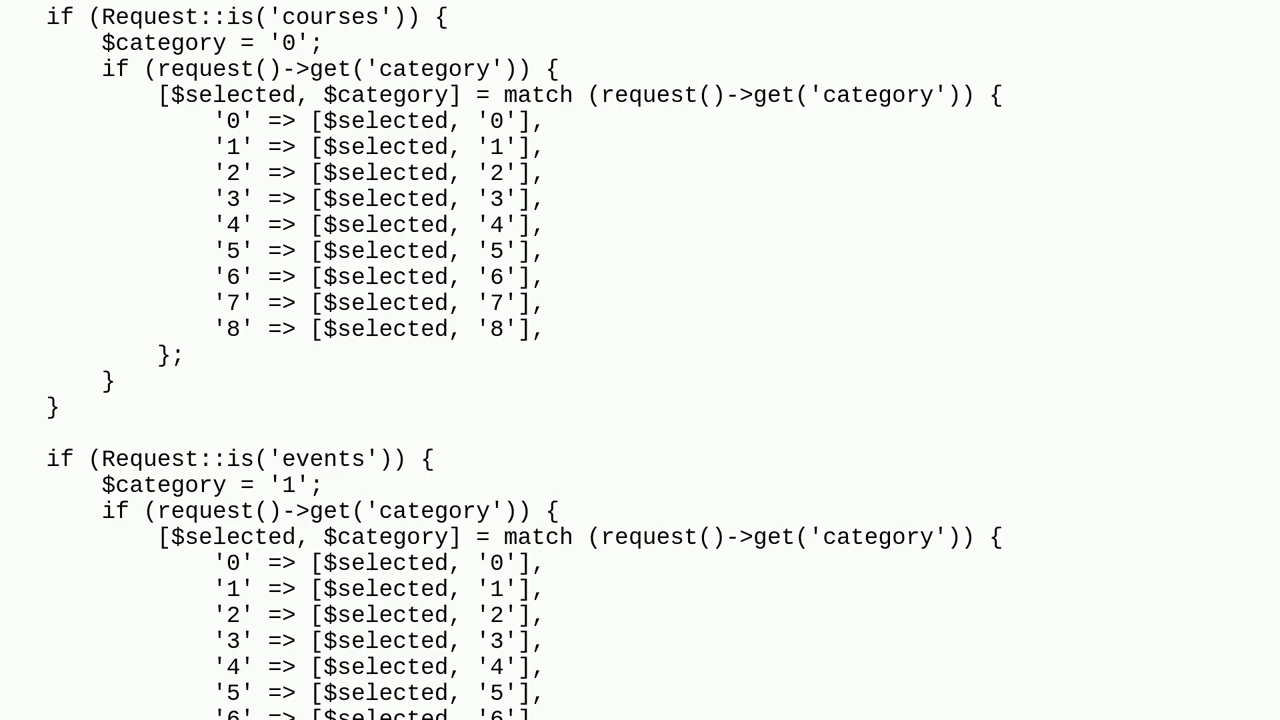 if (Request::is('courses')) {
    $category = '0';
    if (request()->get('category')) {
        [$selected, $category] = match (request()->get('category')) {
            '0' => [$selected, '0'],
            '1' => [$selected, '1'],
            '2' => [$selected, '2'],
            '3' => [$selected, '3'],
            '4' => [$selected, '4'],
            '5' => [$selected, '5'],
            '6' => [$selected, '6'],
            '7' => [$selected, '7'],
            '8' => [$selected, '8'],
        };
    }
}

if (Request::is('events')) {
    $category = '1';
    if (request()->get('category')) {
        [$selected, $category] = match (request()->get('category')) {
            '0' => [$selected, '0'],
            '1' => [$selected, '1'],
            '2' => [$selected, '2'],
            '3' => [$selected, '3'],
            '4' => [$selected, '4'],
            '5' => [$selected, '5'],
            '6' => [$selected, '6'],